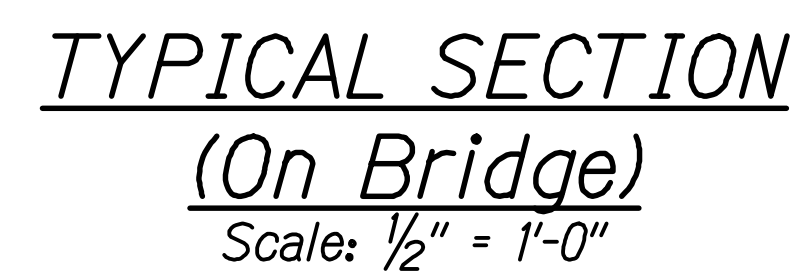 TYPICAL SECTION
(On Bridge)
Scale: ½" = 1'-0"